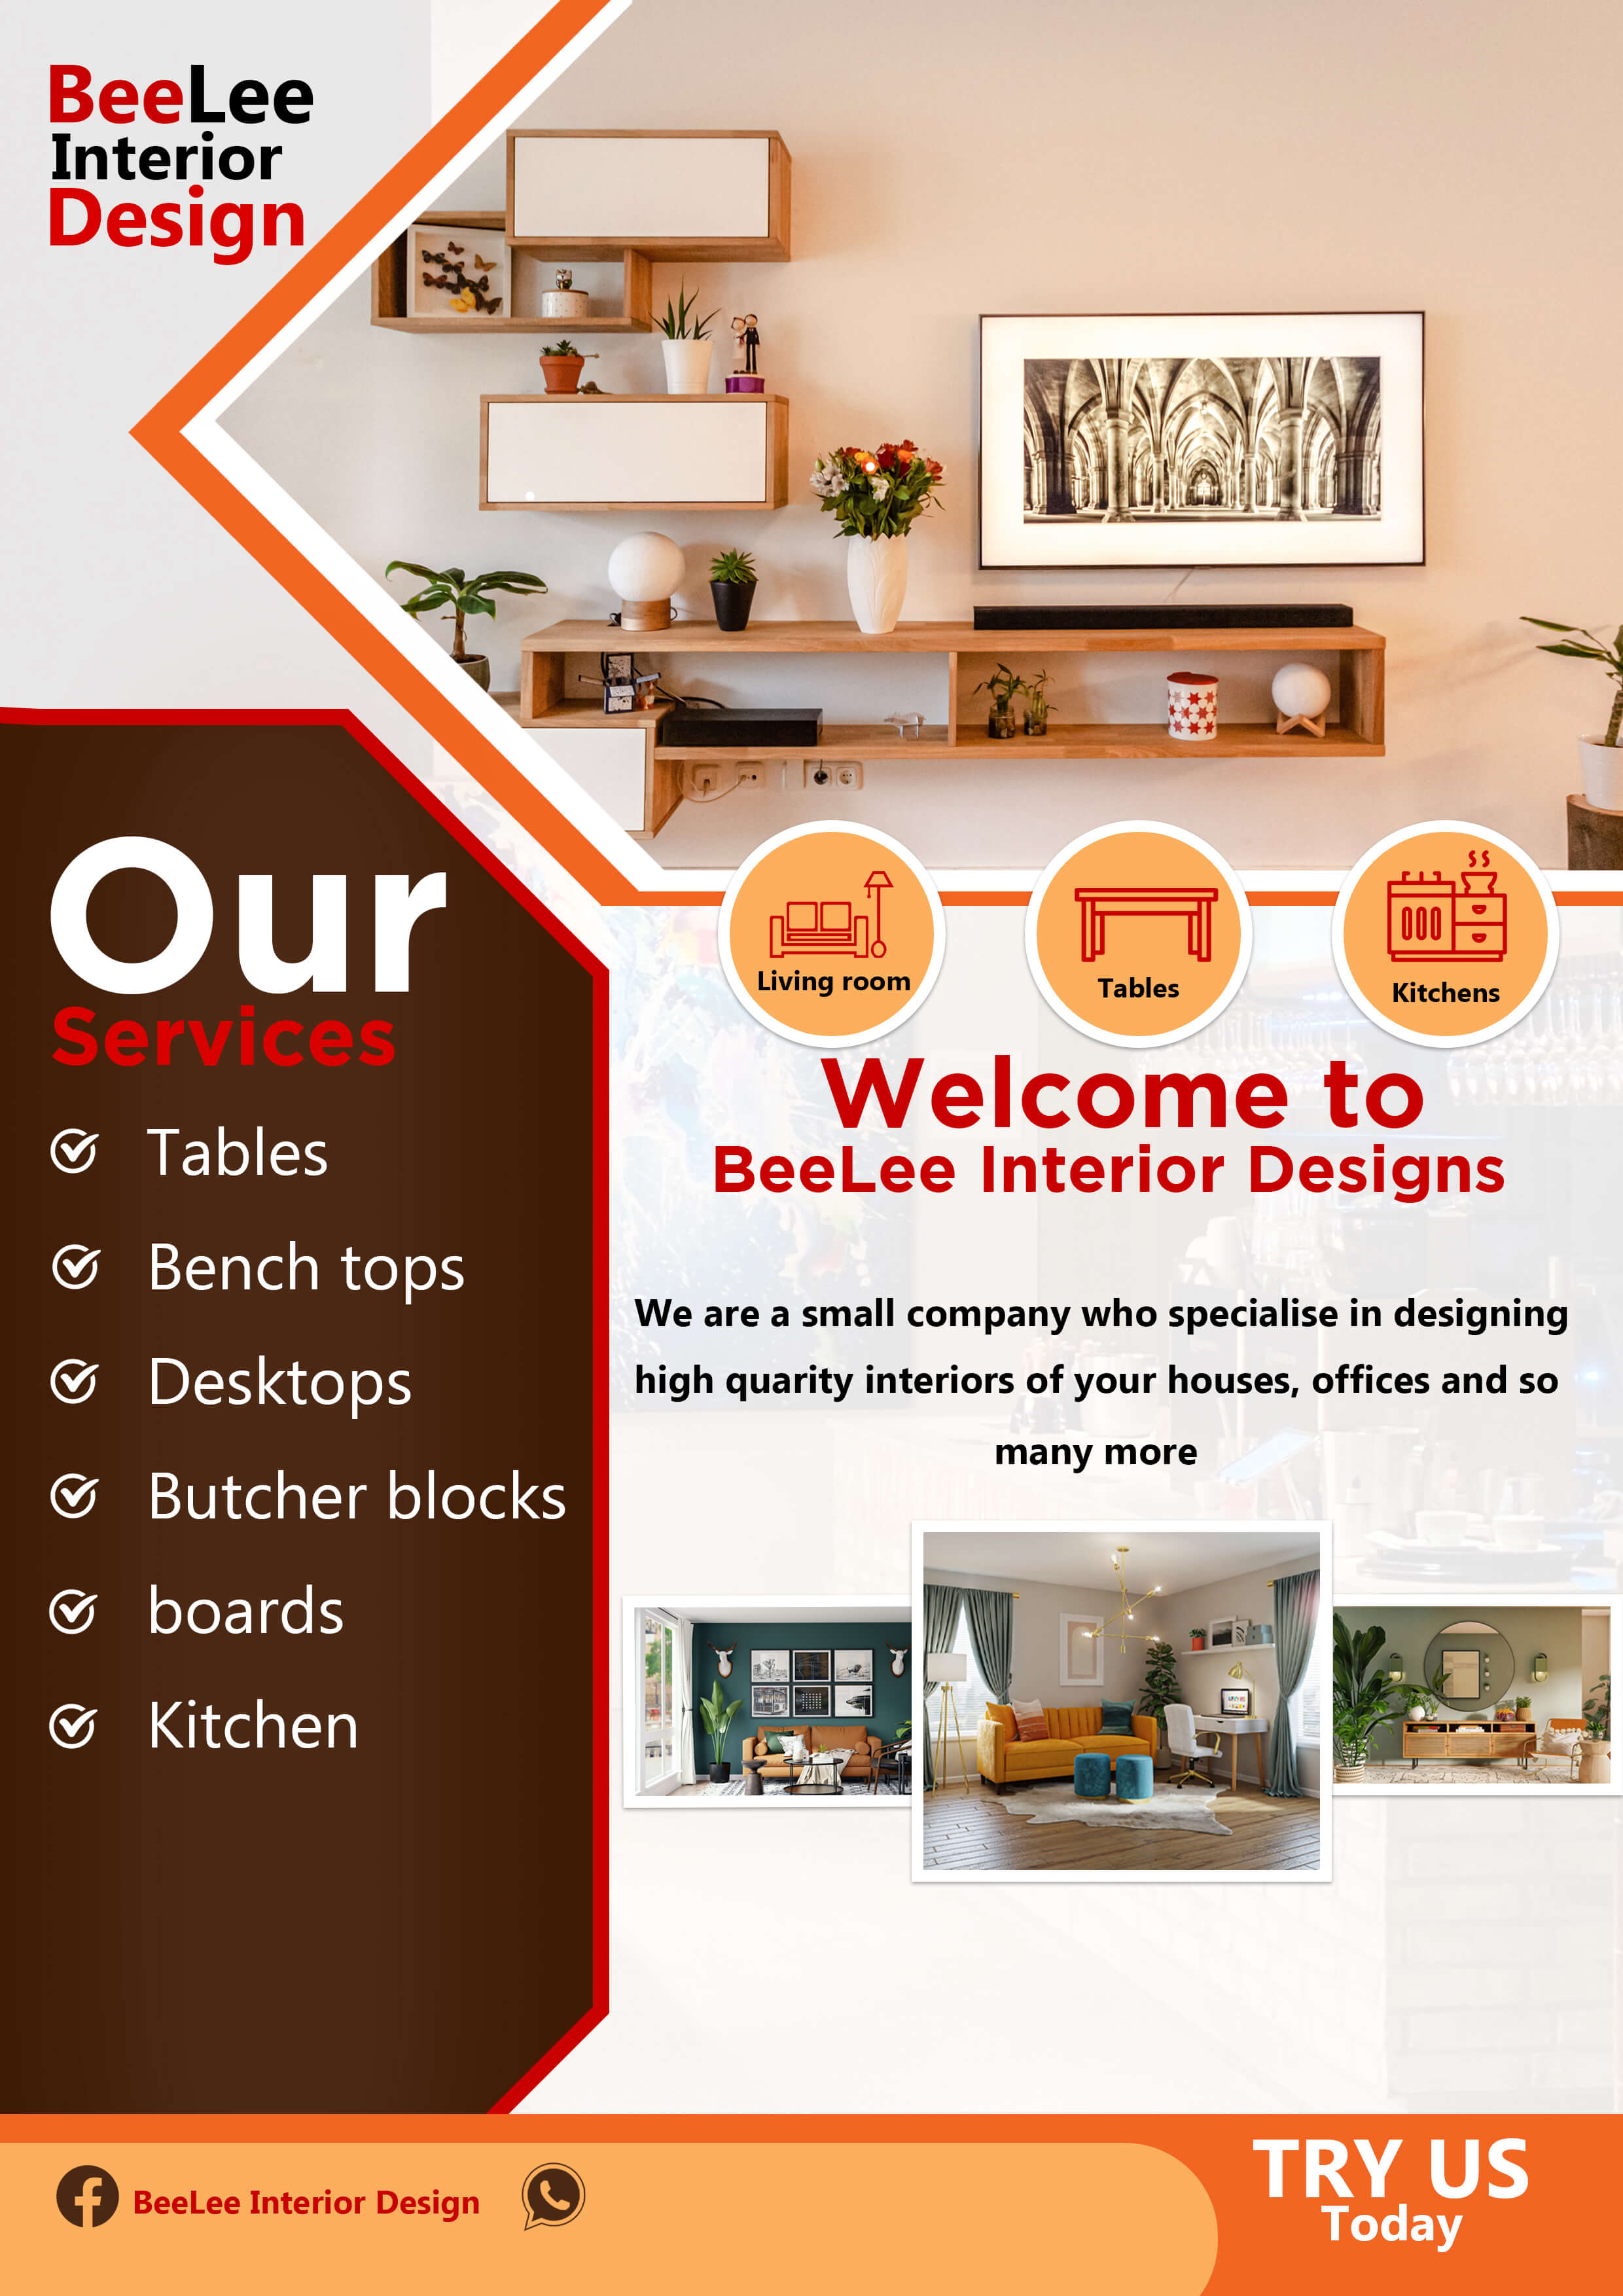 BeeLee
Interior
Design
Our
Services
Tables
Bench tops
Desktops
Butcher blocks
boards
Kitchen
Living room
Tables
Kitchens
Welcome to
BeeLee Interior Designs
We are a small company who specialise in designing
high quarity interiors of your houses, offices and so
many more
BeeLee Interior Design
TRY US
Today